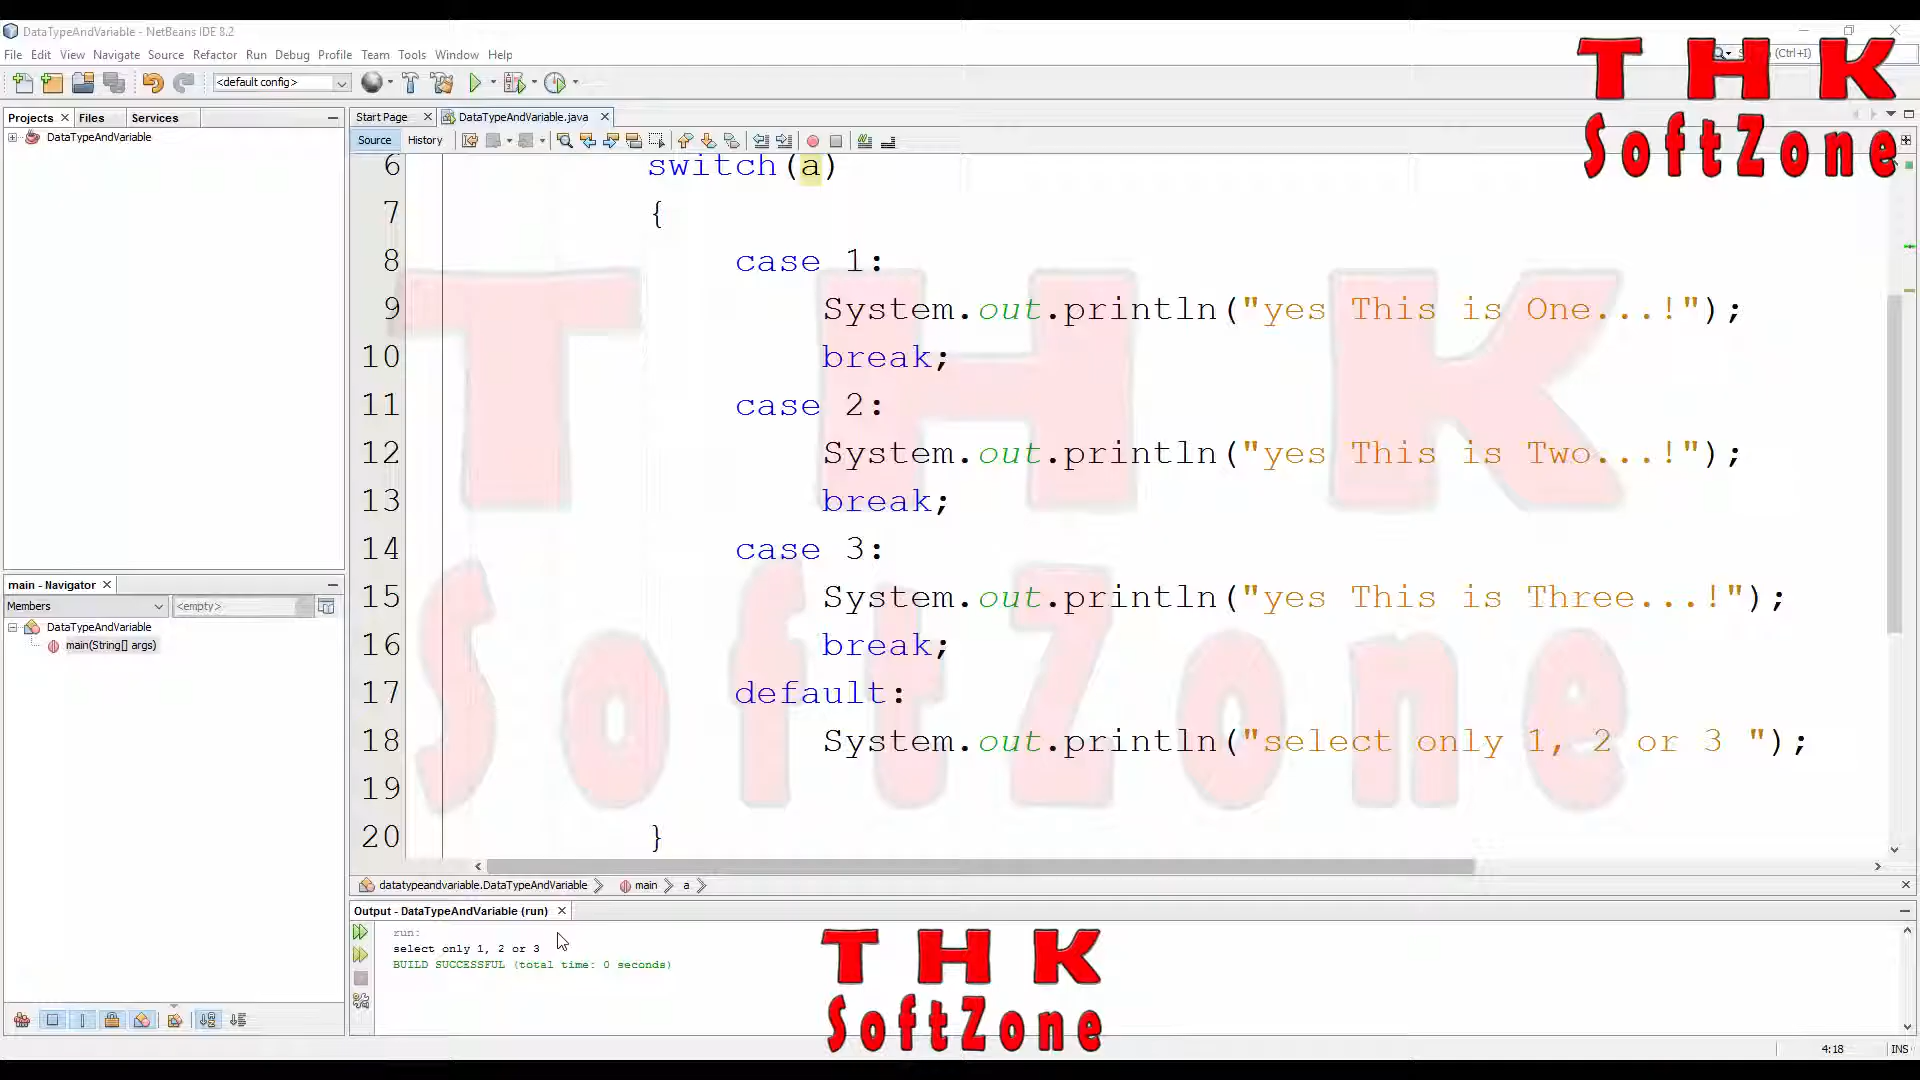 DataTypeAndVariable - NetBeans IDE 8.2
File Edit View Navigate Source Refactor Run Debug Profile Team Tools Window Help
(Ctrl+I)
<default config>
T H K
SoftZone
Projects Files Services
Start Page DataTypeAndVariable.java
DataTypeAndVariable
Source History
6 switch(a)
7 {
8 case 1:
9 System.out.println("yes This is One...!");
10 break;
11 case 2:
12 System.out.println("yes This is Two...!");
13 break;
14 case 3:
15 System.out.println("yes This is Three...!");
16 break;
17 default:
18 System.out.println("select only 1, 2 or 3 ");
19
20 }
T H K
SoftZone
main - Navigator
Members <empty>
DataTypeAndVariable
main(String[] args)
datatypeandvariable.DataTypeAndVariable main a
Output - DataTypeAndVariable (run)
run:
select only 1, 2 or 3
BUILD SUCCESSFUL (total time: 0 seconds)
T H K
SoftZone
4:18 INS